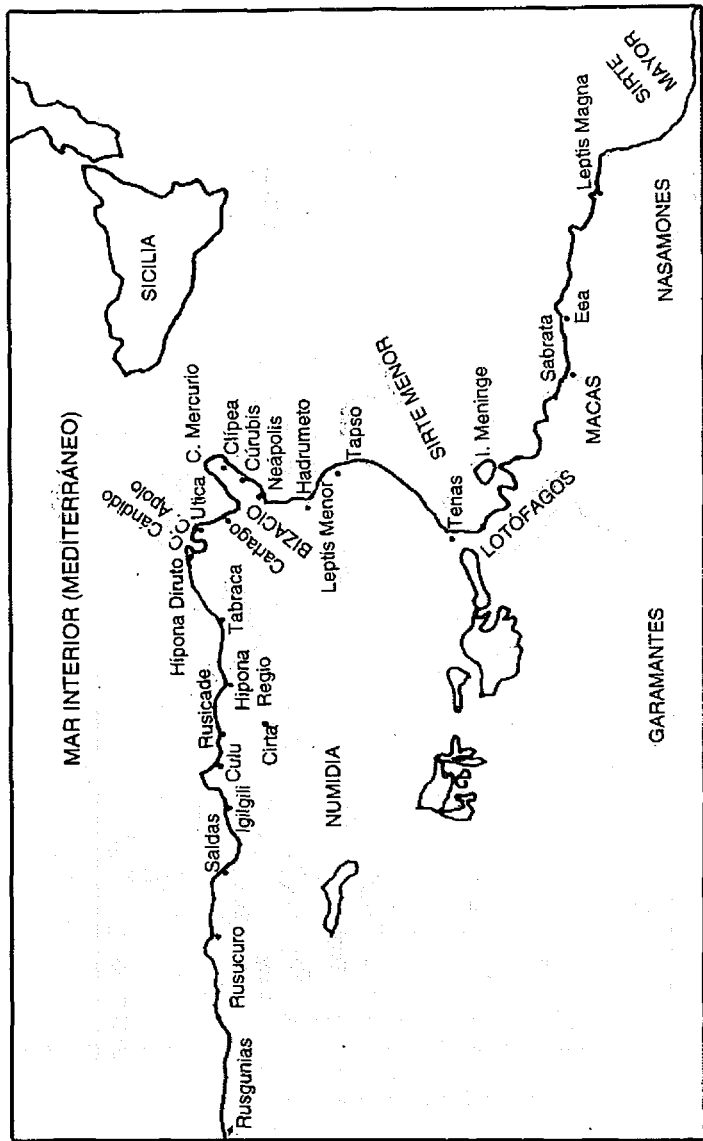 MAR INTERIOR (MEDITERRÁNEO)
SICILIA
SIRTE
MAYOR
Rusgunias
Rusucuro
Saldas
Igilgili
Culu
Rusicade
Cirta
Hipona
Regio
Tabraca
Hipona Diruto
C. Cándido
C. Apolo
Utica
Cartago
BIZACIO
C. Mercurio
Clípea
Cúrubis
Neápolis
Hadrumeto
Leptis Menor
Tapso
SIRTE MENOR
Tenas
I. Meninge
LOTÓFAGOS
Sabrata
Eea
Leptis Magna
MACAS
NASAMONES
NUMIDIA
GARAMANTES